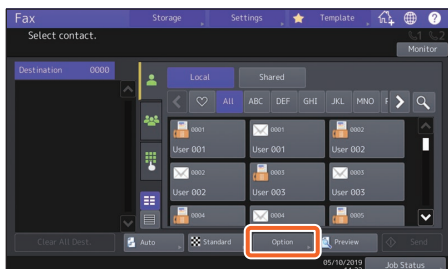 Fax Storage Settings Template
Select contact.
Monitor
Destination 0000
Local Shared
All ABC DEF GHI JKL MNO
0001 0001 0002
User 001 User 001 User 002
0002 0003 0003
User 002 User 003 User 003
0004 0004 0005
Clear All Dest. Auto Standard Option Preview Send
05/10/2019 Job Status